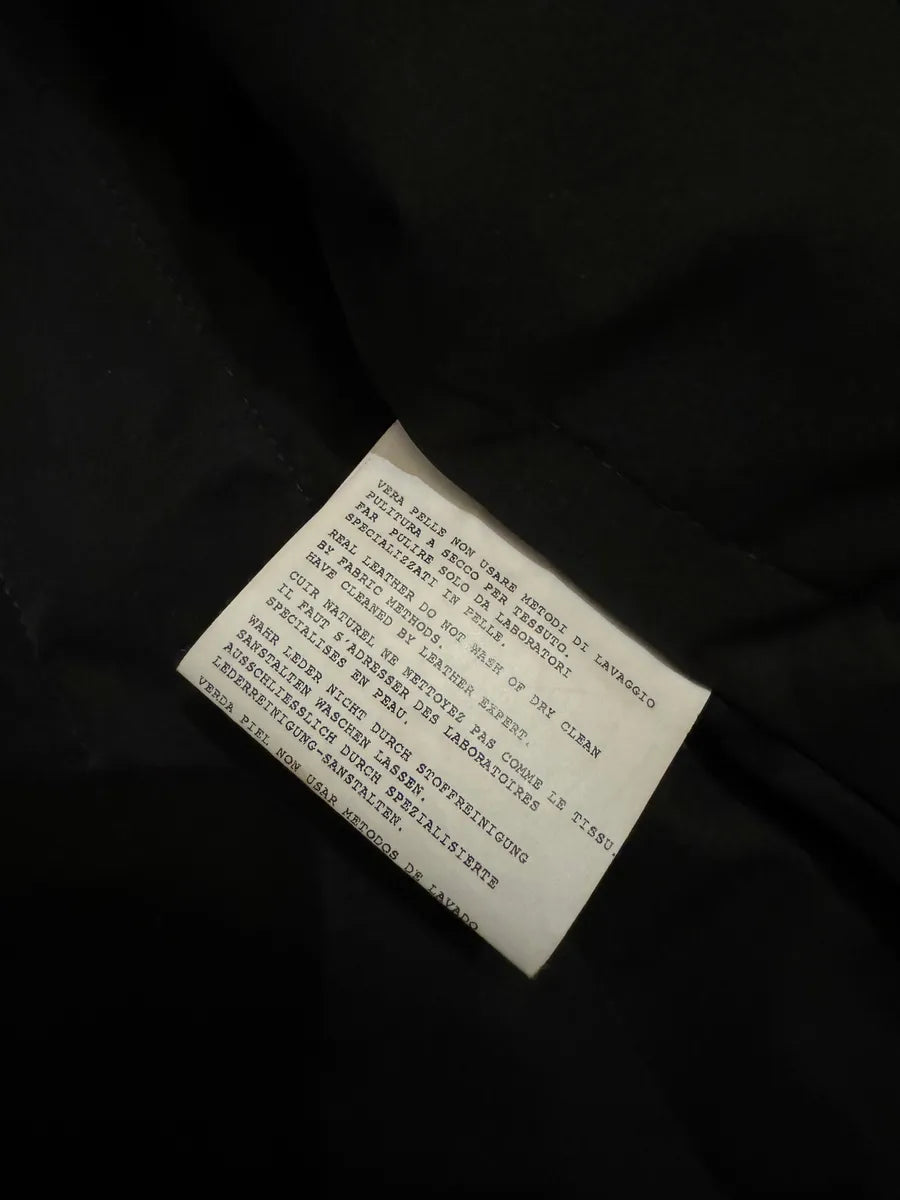 VERA PELLE NON USARE METODI DI LAVAGGIO
PULITURA A SECCO PER TESSUTO.
FAR PULIRE SOLO DA LABORATORI
SPECIALIZZATI IN PELLE.
REAL LEATHER DO NOT WASH OF DRY CLEAN
BY FABRIC METHODS.
HAVE CLEANED BY LEATHER EXPERT.
CUIR NATUREL NE NETTOYEZ PAS COMME LE TISSU.
IL FAUT S'ADRESSER DES LABORATOIRES
SPECIALISES EN PEAU.
WAHR LEDER NICHT DURCH STOFFREINIGUNG
SANSTALTEN WASCHEN LASSEN.
AUSSCHLIESSLICH DURCH SPEZIALISIERTE
LEDERREINIGUNG-SANSTALTEN.
VERDA PIEL NON USAR METODOS DE LAVADO